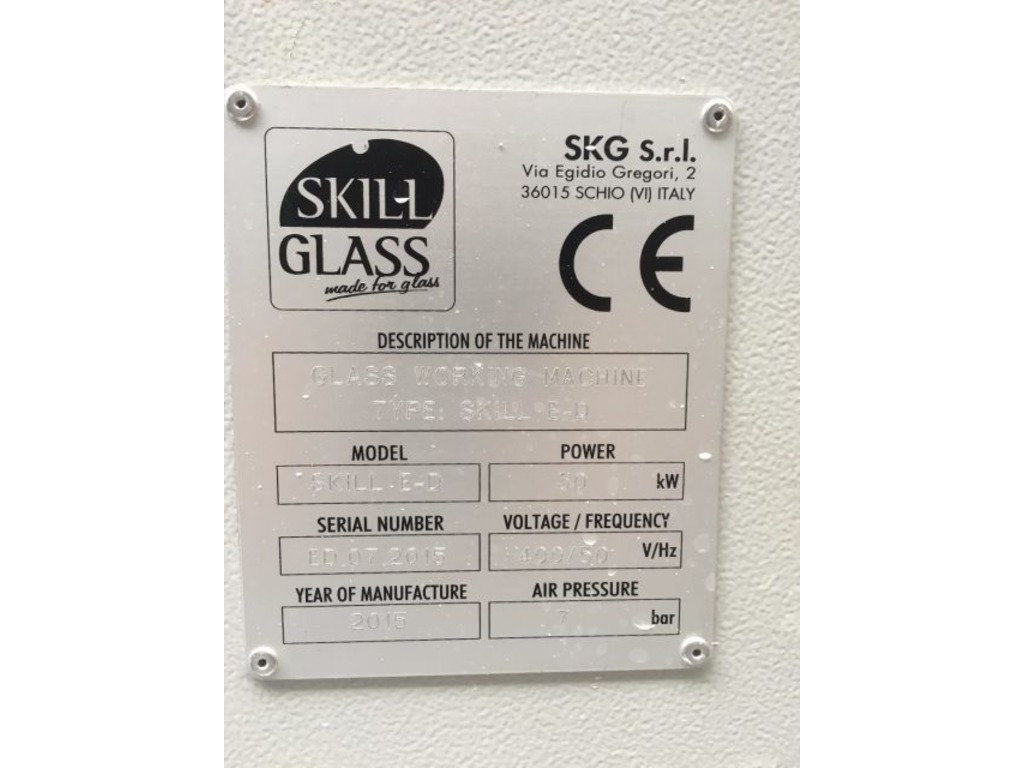 SKILL
GLASS
made for glass
SKG S.r.l.
Via Egidio Gregori, 2
36015 SCHIO (VI) ITALY
CE
DESCRIPTION OF THE MACHINE
GLASS WORKING MACHINE
TYPE: SKILL E-D
MODEL
SKILL E-D
POWER
kW
SERIAL NUMBER
ED.07.2015
VOLTAGE / FREQUENCY
400/50 V/Hz
YEAR OF MANUFACTURE
2015
AIR PRESSURE
7 bar